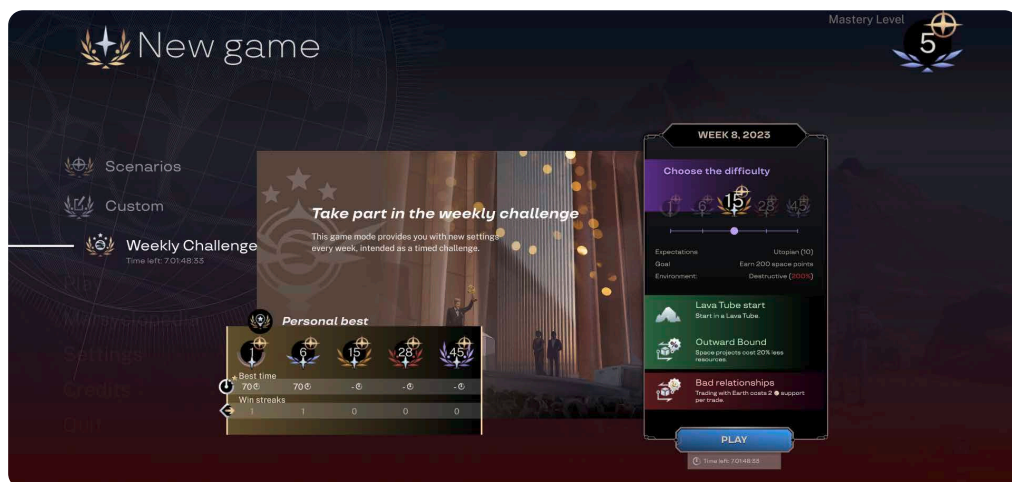 New game
Mastery Level
5
Scenarios
Custom
Weekly Challenge
Time left: 7.01:48:33
Settings
Credits
Quit
Take part in the weekly challenge
This game mode provides you with new settings
every week, intended as a timed challenge.
Personal best
1 6 15 28 45
Best time
70 70 - - -
Win streaks
1 1 0 0 0
WEEK 8, 2023
Choose the difficulty
1 6 15 28 45
Expectations Utopian (10)
Goal Earn 200 space points
Environment: Destructive (200%)
Lava Tube start
Start in a Lava Tube.
Outward Bound
Space projects cost 20% less
resources.
Bad relationships
Trading with Earth costs 2 support
per trade.
PLAY
Time left: 7.01:48:33